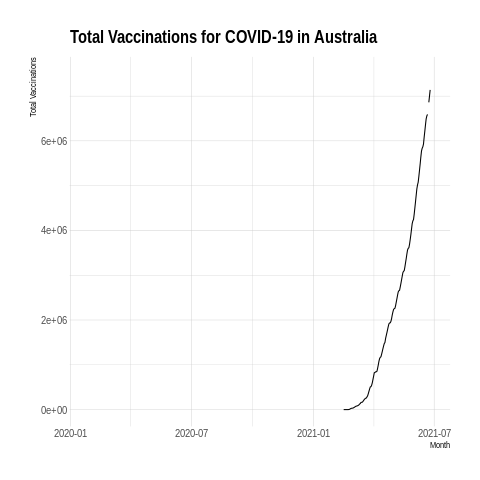 Total Vaccinations for COVID-19 in Australia
Total Vaccinations
6e+06
4e+06
2e+06
0e+00
2020-01
2020-07
2021-01
2021-07
Month